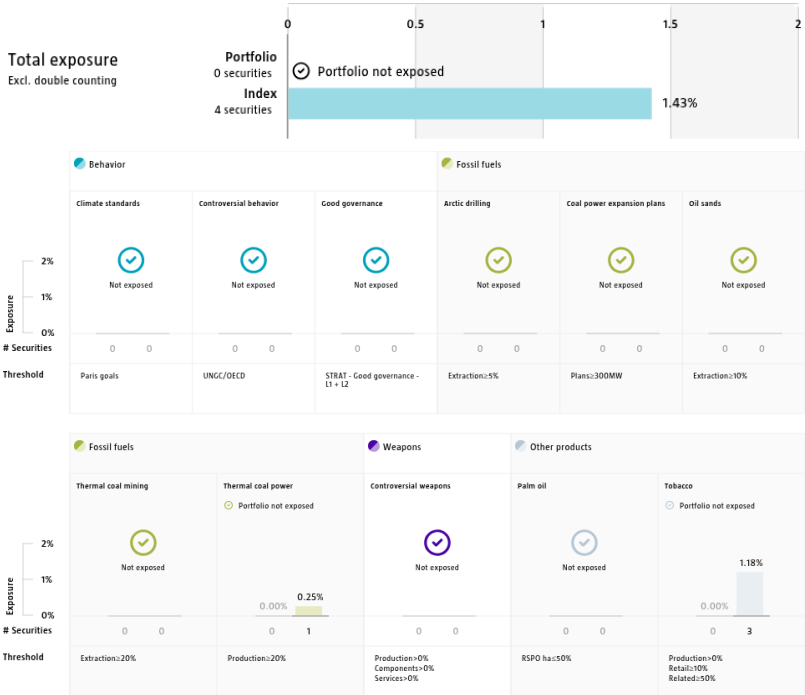 0 0.5 1 1.5 2
Total exposure
Excl. double counting
Portfolio
0 securities
Portfolio not exposed
Index
4 securities
1.43%
Behavior Fossil fuels
Climate standards Controversial behavior Good governance Arctic drilling Coal power expansion plans Oil sands
Not exposed Not exposed Not exposed Not exposed Not exposed Not exposed
Exposure
2%
1%
0%
# Securities 0 0 0 0 0 0 0 0 0 0 0 0
Threshold Paris goals UNGC/OECD STRAT - Good governance - Extraction≥5% Plans≥300MW Extraction≥10%
L1 + L2
Fossil fuels Weapons Other products
Thermal coal mining Thermal coal power Controversial weapons Palm oil Tobacco
Portfolio not exposed Portfolio not exposed
Not exposed Not exposed Not exposed
Exposure
2%
1%
0%
0.00% 0.25% 0.00% 1.18%
# Securities 0 0 0 1 0 0 0 0 0 3
Threshold Extraction≥20% Production≥20% Production>0% RSPO ha≤50% Production>0%
Components>0% Retail≥10%
Services>0% Related≥50%